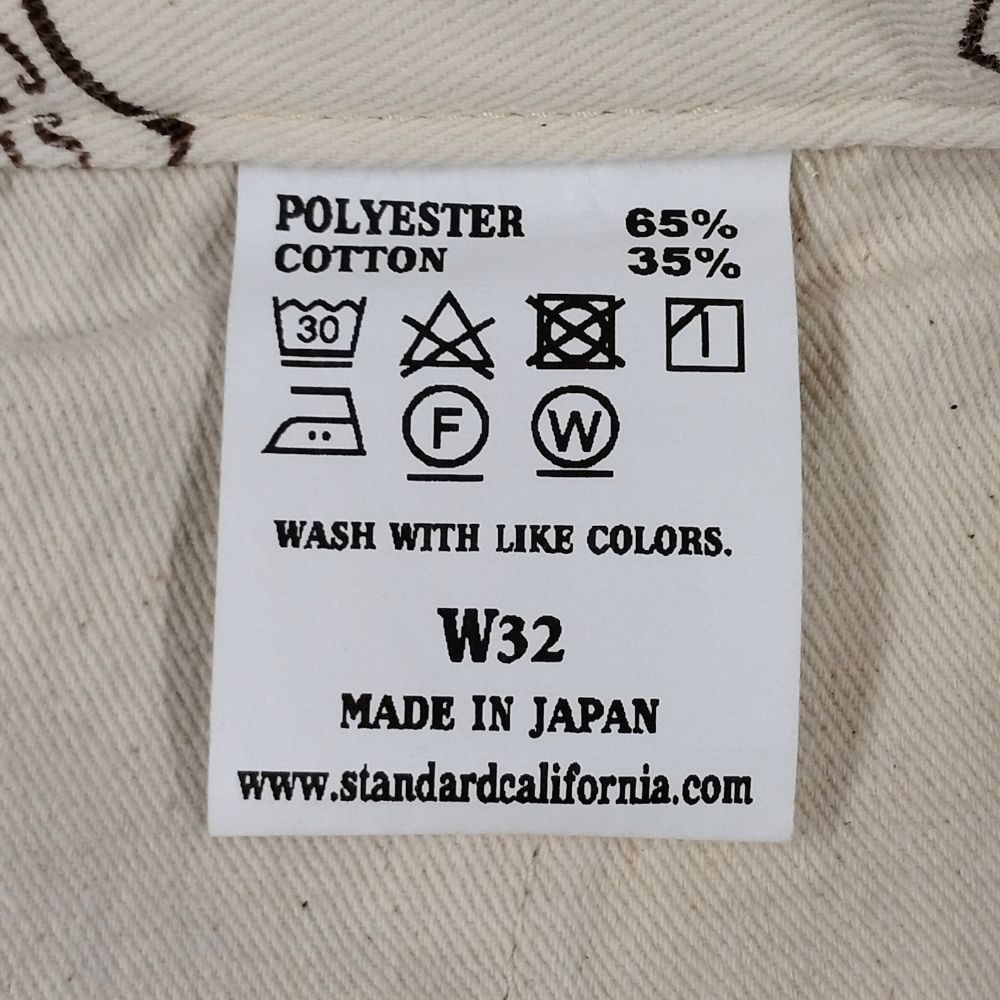 POLYESTER 65%
COTTON 35%
30
F W
WASH WITH LIKE COLORS.
W32
MADE IN JAPAN
www.standardcalifornia.com